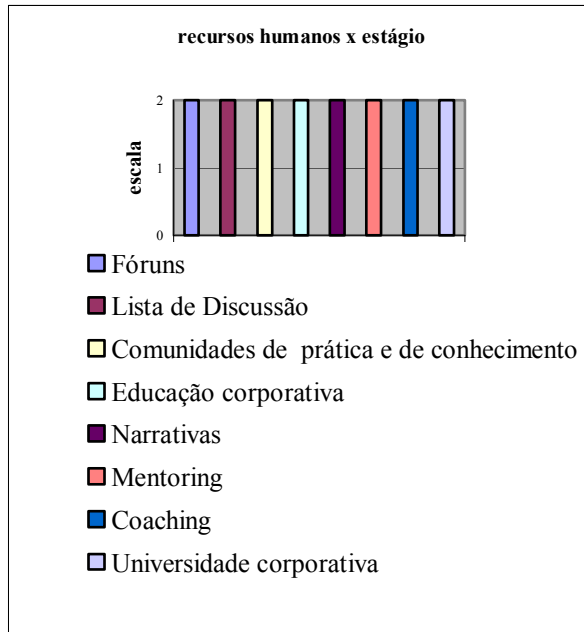 recursos humanos x estágio
2
1
0
escala
Fóruns
Lista de Discussão
Comunidades de prática e de conhecimento
Educação corporativa
Narrativas
Mentoring
Coaching
Universidade corporativa